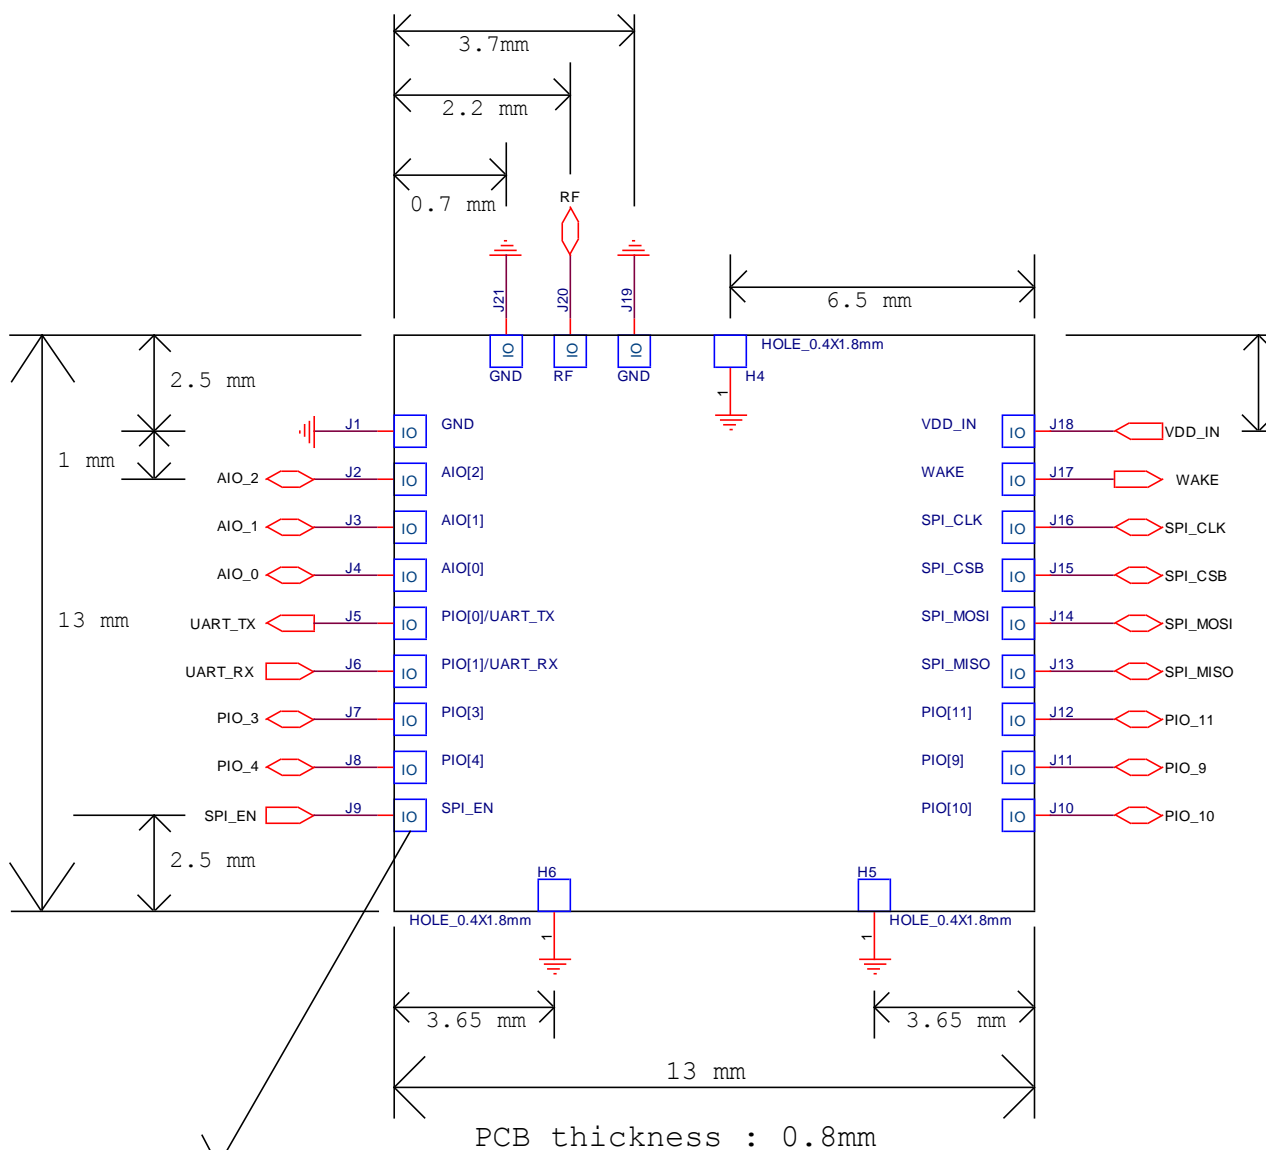 3.7mm
2.2 mm
0.7 mm
RF
J21
J20
J19
6.5 mm
IO
IO
IO
HOLE_0.4X1.8mm
GND
RF
GND
H4
1
2.5 mm
1 mm
13 mm
J1 IO GND
AIO_2 J2 IO AIO[2]
AIO_1 J3 IO AIO[1]
AIO_0 J4 IO AIO[0]
UART_TX J5 IO PIO[0]/UART_TX
UART_RX J6 IO PIO[1]/UART_RX
PIO_3 J7 IO PIO[3]
PIO_4 J8 IO PIO[4]
SPI_EN J9 IO SPI_EN
2.5 mm
VDD_IN IO J18 VDD_IN
WAKE IO J17 WAKE
SPI_CLK IO J16 SPI_CLK
SPI_CSB IO J15 SPI_CSB
SPI_MOSI IO J14 SPI_MOSI
SPI_MISO IO J13 SPI_MISO
PIO[11] IO J12 PIO_11
PIO[9] IO J11 PIO_9
PIO[10] IO J10 PIO_10
H6
H5
HOLE_0.4X1.8mm
HOLE_0.4X1.8mm
1
1
3.65 mm
3.65 mm
13 mm
PCB thickness : 0.8mm